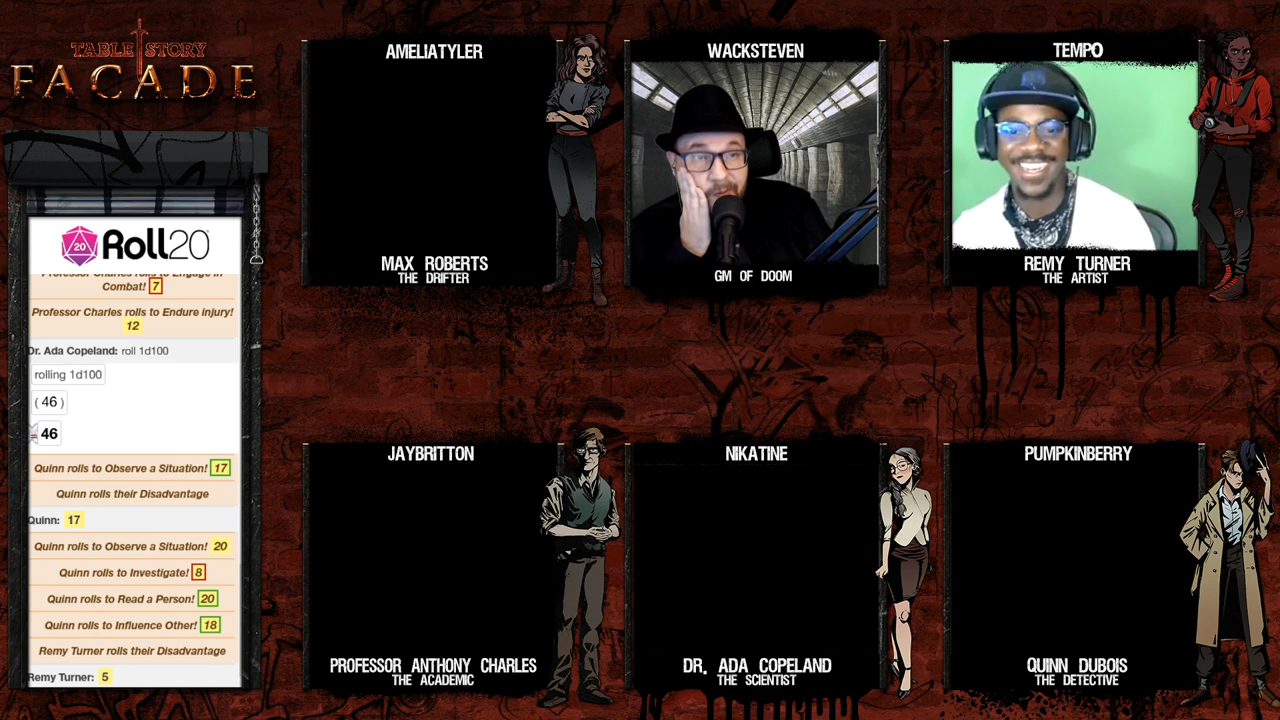 TABLE STORY
FACADE
20
Roll20
Professor Charles rolls to Engage in
Combat! 7
Professor Charles rolls to Endure injury!
12
Dr. Ada Copeland: roll 1d100
rolling 1d100
( 46 )
= 46
Quinn rolls to Observe a Situation! 17
Quinn rolls their Disadvantage
Quinn: 17
Quinn rolls to Observe a Situation! 20
Quinn rolls to Investigate! 8
Quinn rolls to Read a Person! 20
Quinn rolls to Influence Other! 18
Remy Turner rolls their Disadvantage
Remy Turner: 5
AMELIATYLER
MAX ROBERTS
THE DRIFTER
WACKSTEVEN
GM OF DOOM
TEMPO
REMY TURNER
THE ARTIST
JAYBRITTON
PROFESSOR ANTHONY CHARLES
THE ACADEMIC
NIKATINE
DR. ADA COPELAND
THE SCIENTIST
PUMPKINBERRY
QUINN DUBOIS
THE DETECTIVE